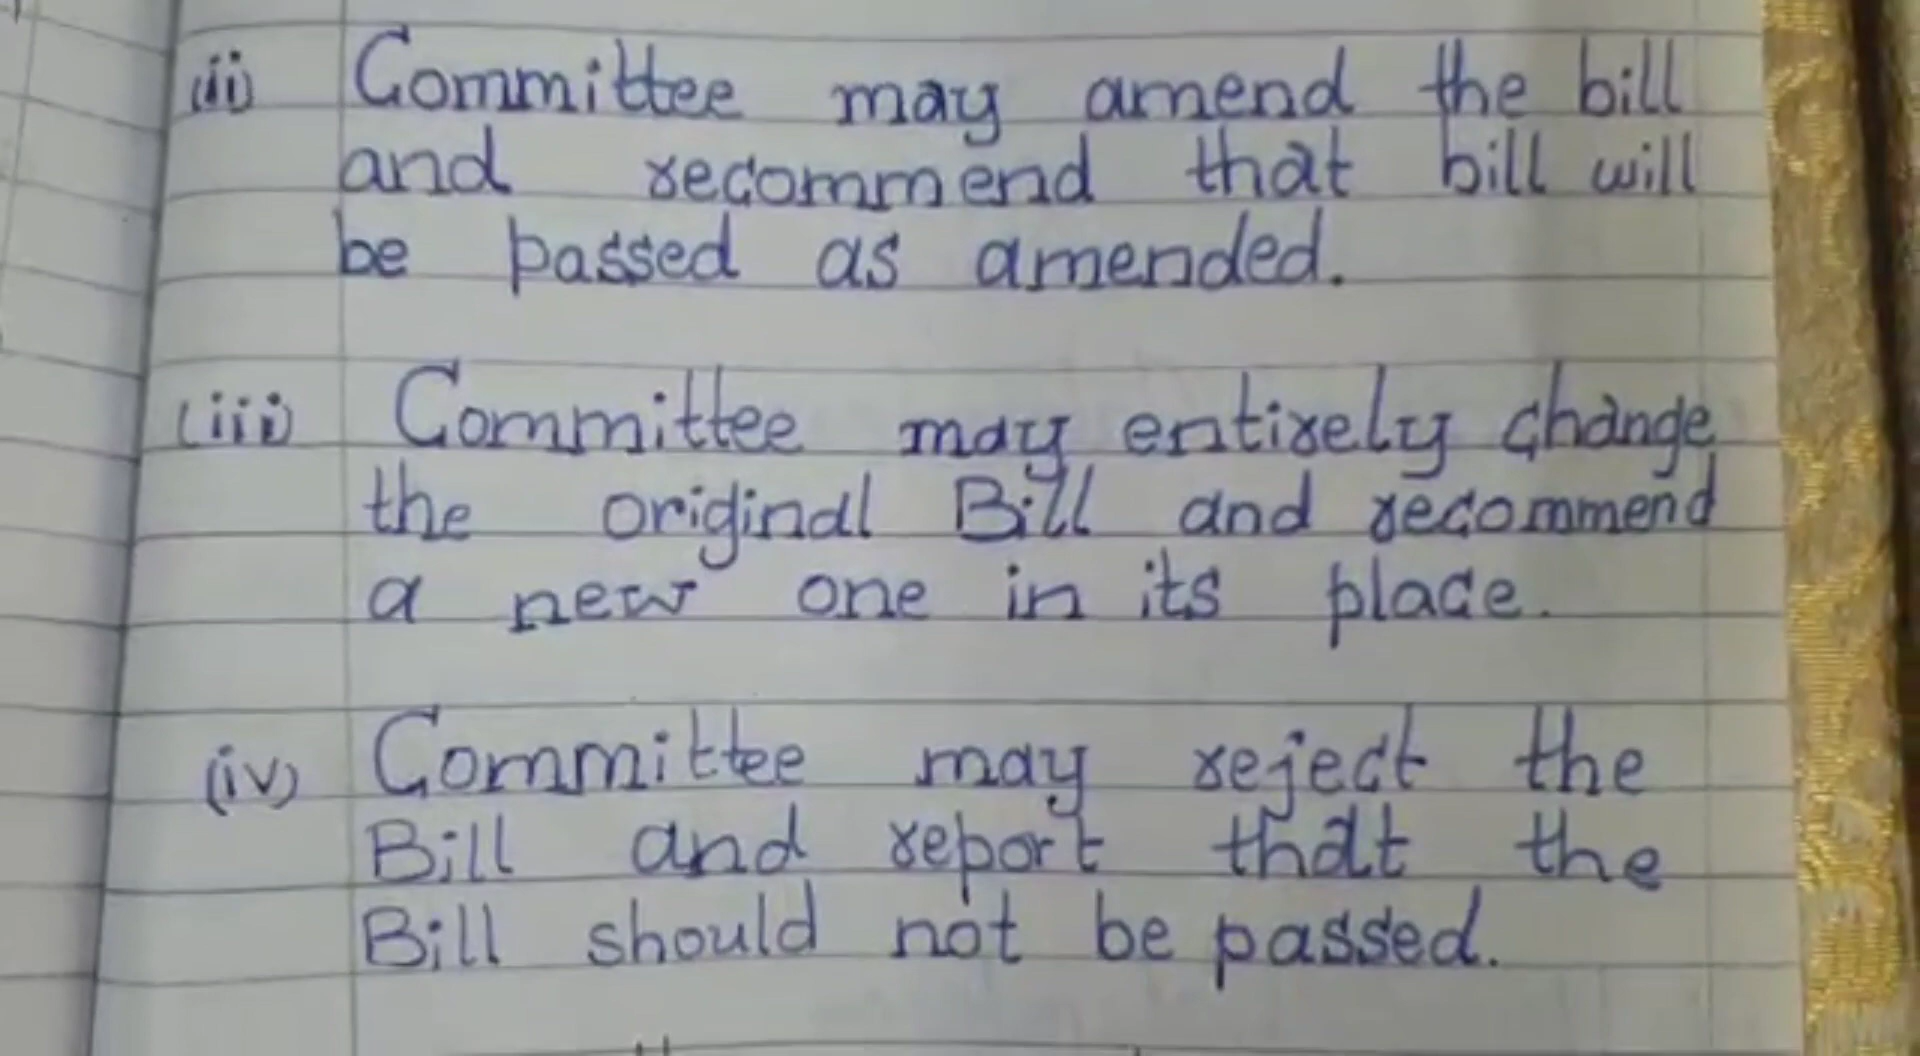 (ii) Committee may amend the bill
and recommend that bill will
be passed as amended.
(iii) Committee may entirely change
the original Bill and recommend
a new one in its place.
(iv) Committee may reject the
Bill and report that the
Bill should not be passed.